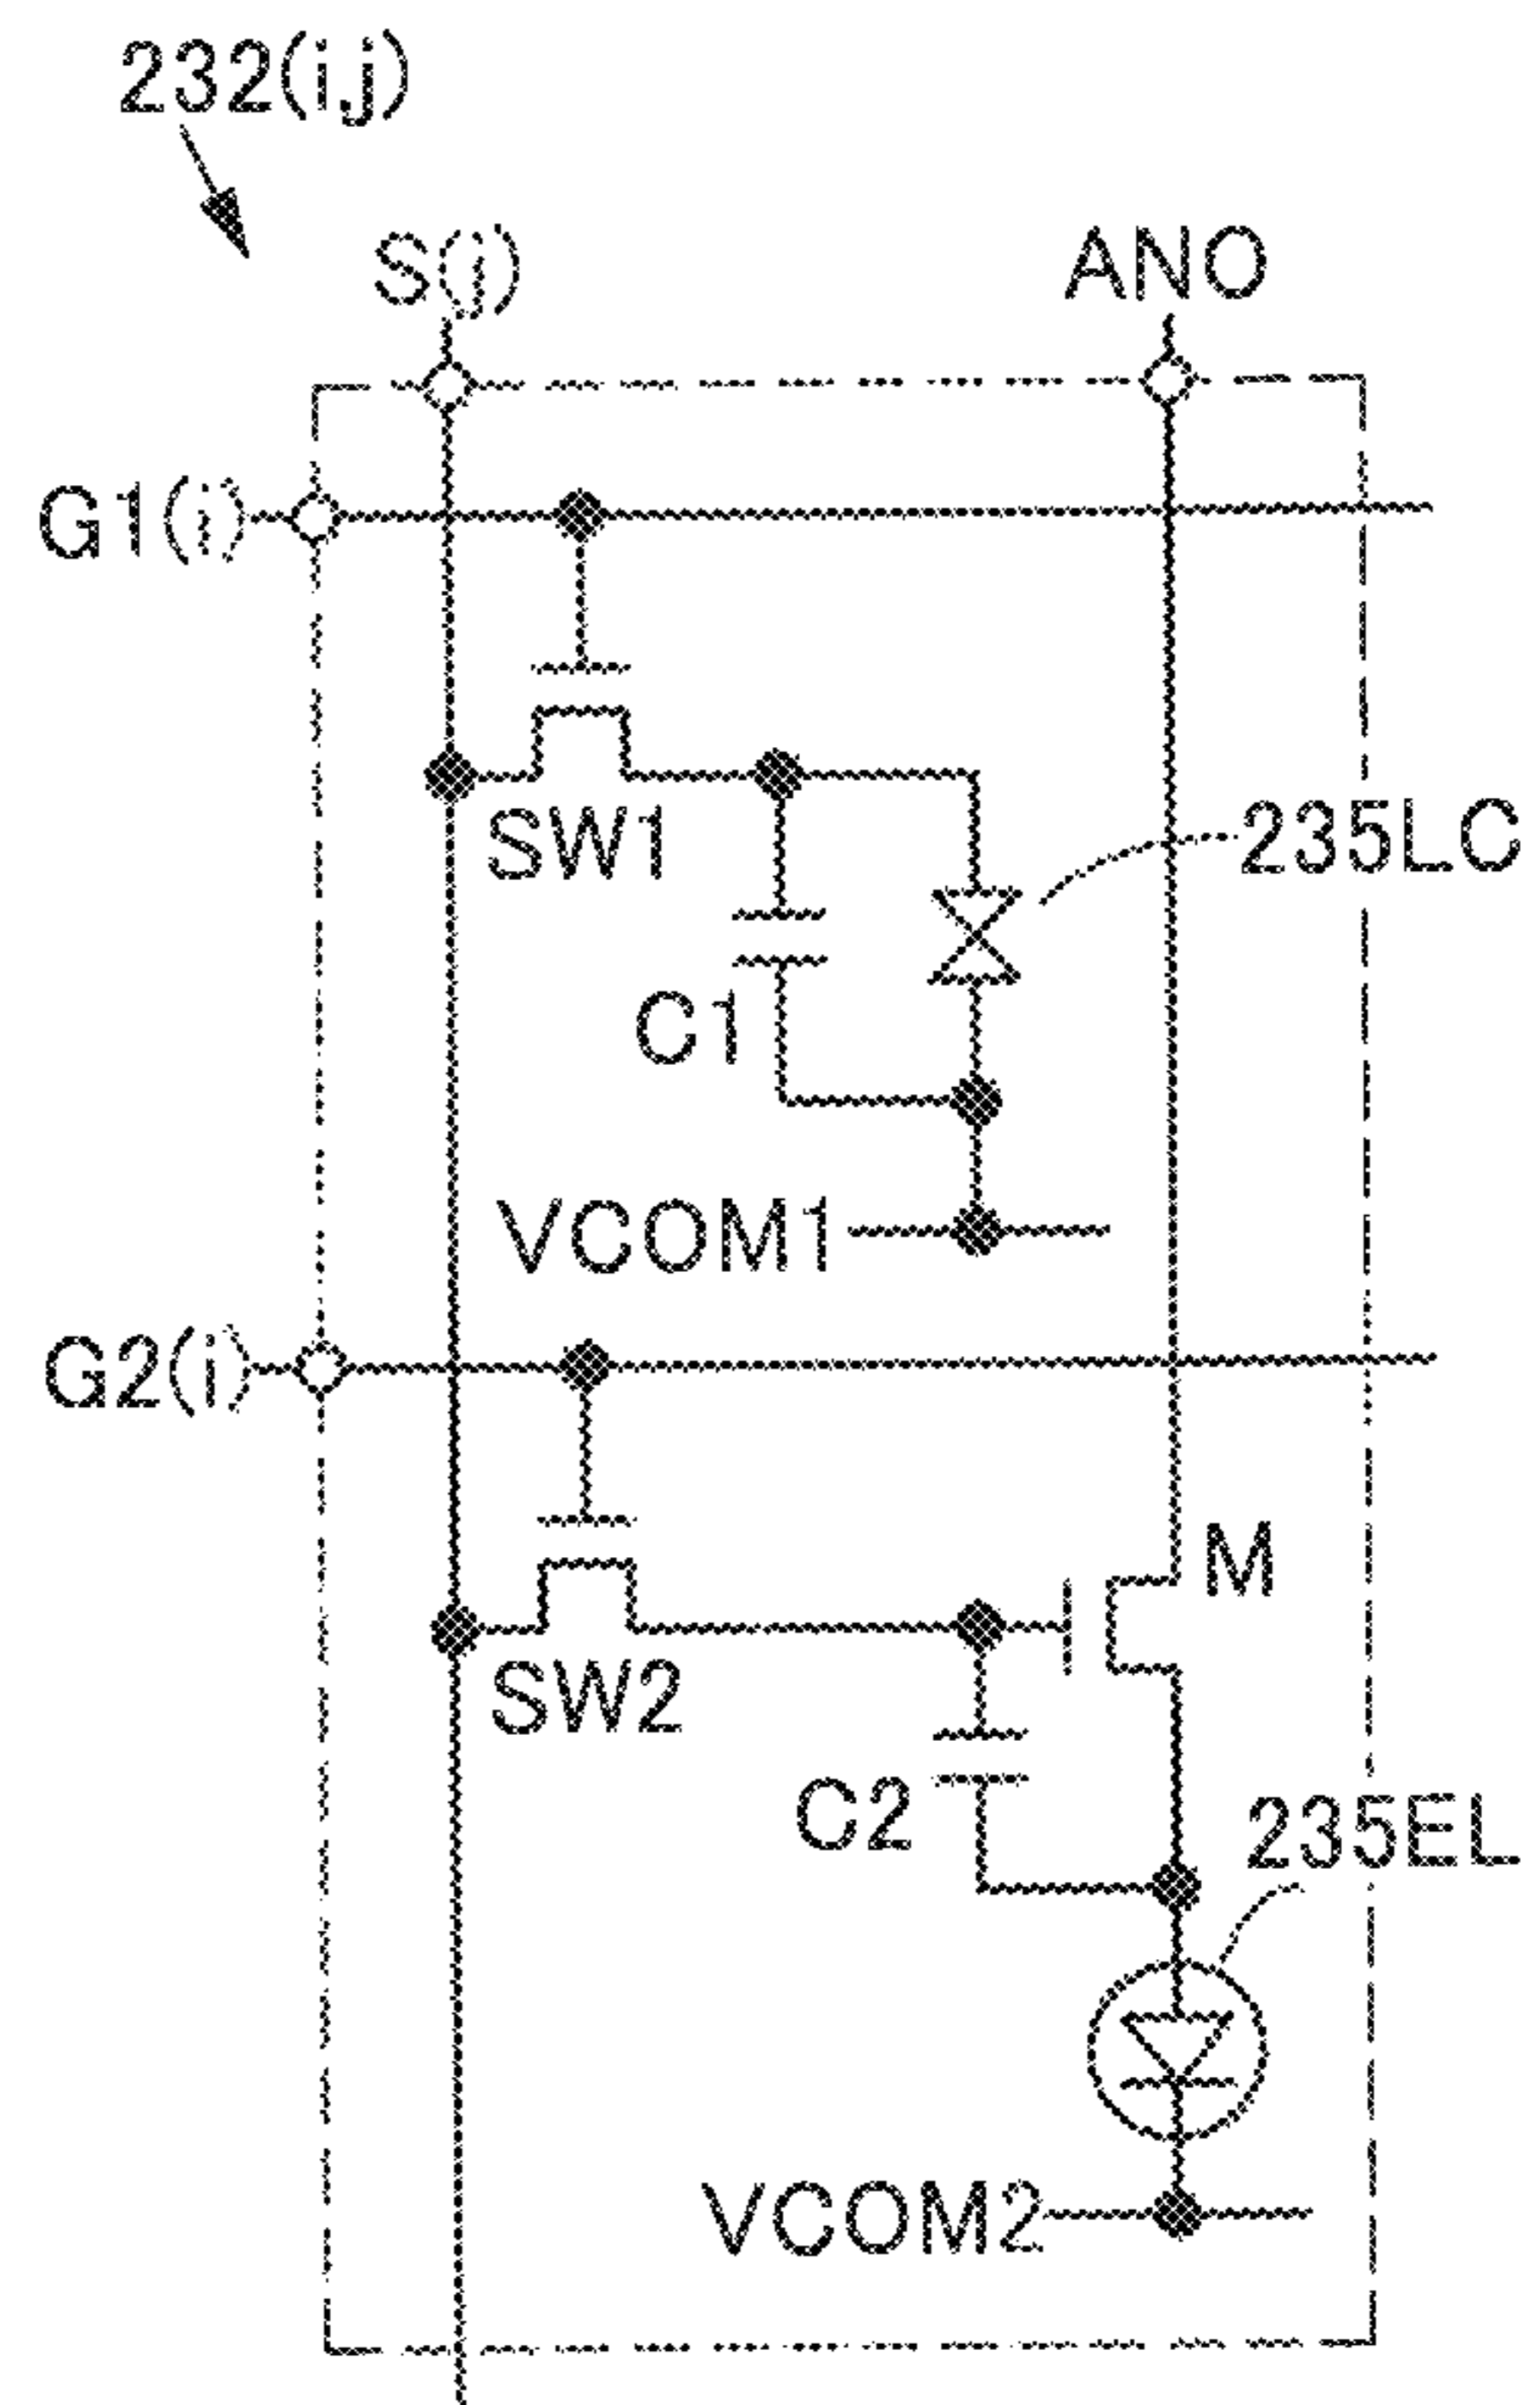 232(i,j)
S(j) ANO
G1(i)
SW1 235LC
C1
VCOM1
G2(i)
M
SW2
C2 235EL
VCOM2